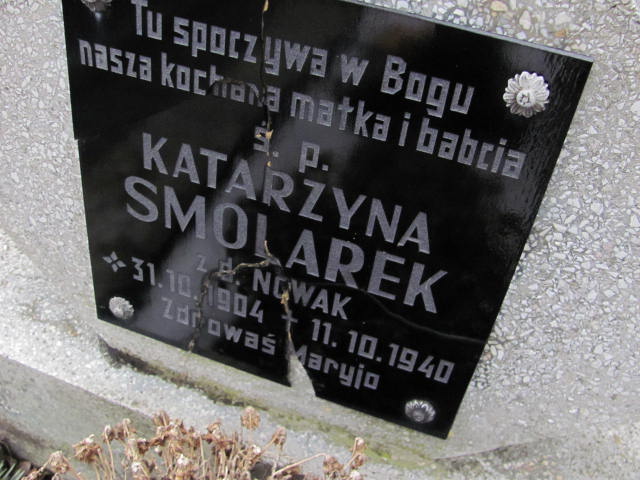 Tu spoczywa w Bogu
nasza kochana matka i babcia
ś. p.
KATARZYNA
SMOLAREK
z d. NOWAK
31.10.1904 - 11.10.1940
Zdrowaś Maryjo